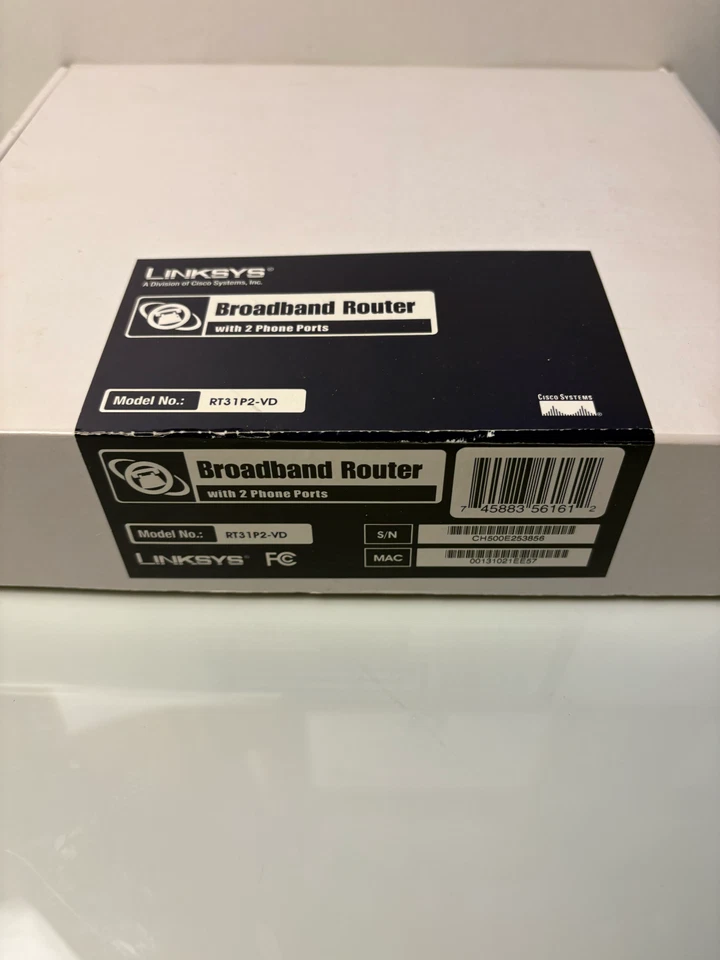 LINKSYS®
A Division of Cisco Systems, Inc.
Broadband Router
with 2 Phone Ports
Model No.: RT31P2-VD
CISCO SYSTEMS
Broadband Router
with 2 Phone Ports
7 45883 56161 2
Model No.: RT31P2-VD
S/N CH500E253656
LINKSYS® FC
MAC 00131021EE57